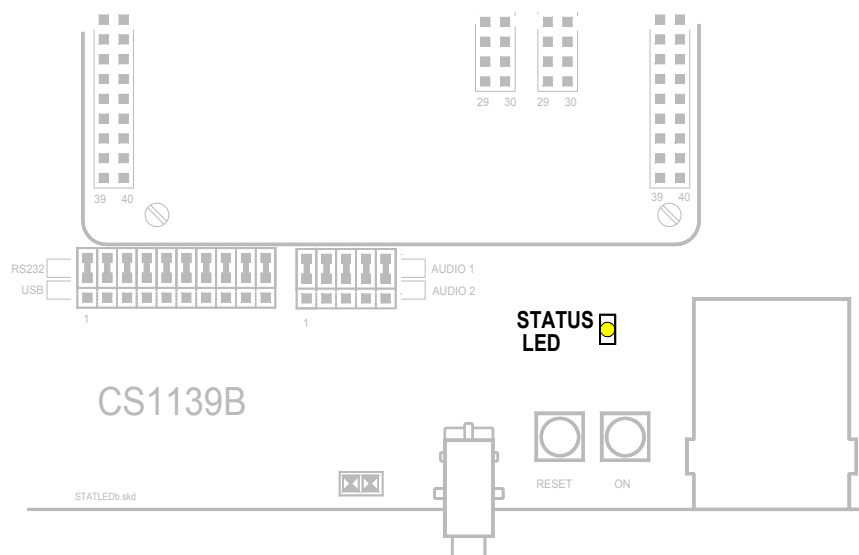 29 30 29 30
39 40 39 40
RS232
AUDIO 1
USB
AUDIO 2
1 1
STATUS
LED
CS1139B
RESET ON
STATLEDb.skd